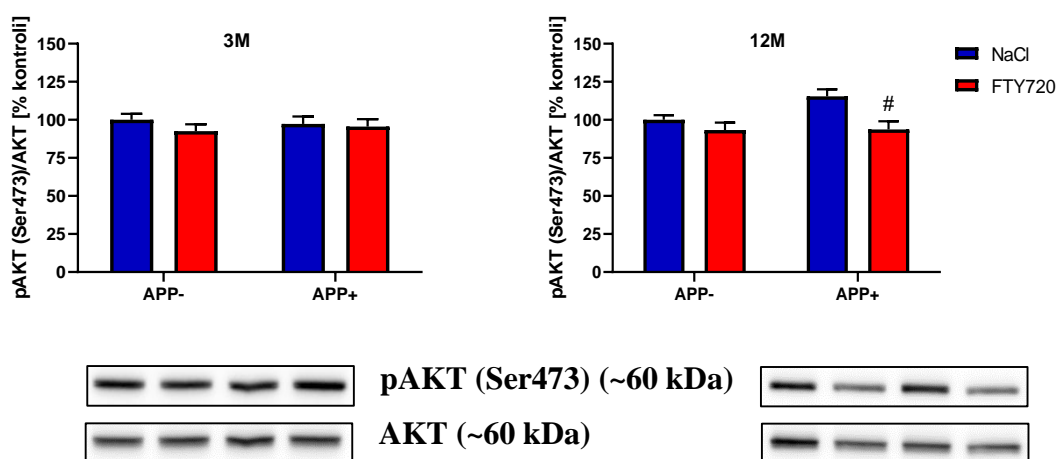 3M
pAKT (Ser473)/AKT [% kontroli]
150
125
100
75
50
25
0
APP-
APP+
12M
pAKT (Ser473)/AKT [% kontroli]
150
125
100
75
50
25
0
#
APP-
APP+
NaCl
FTY720
pAKT (Ser473) (~60 kDa)
AKT (~60 kDa)